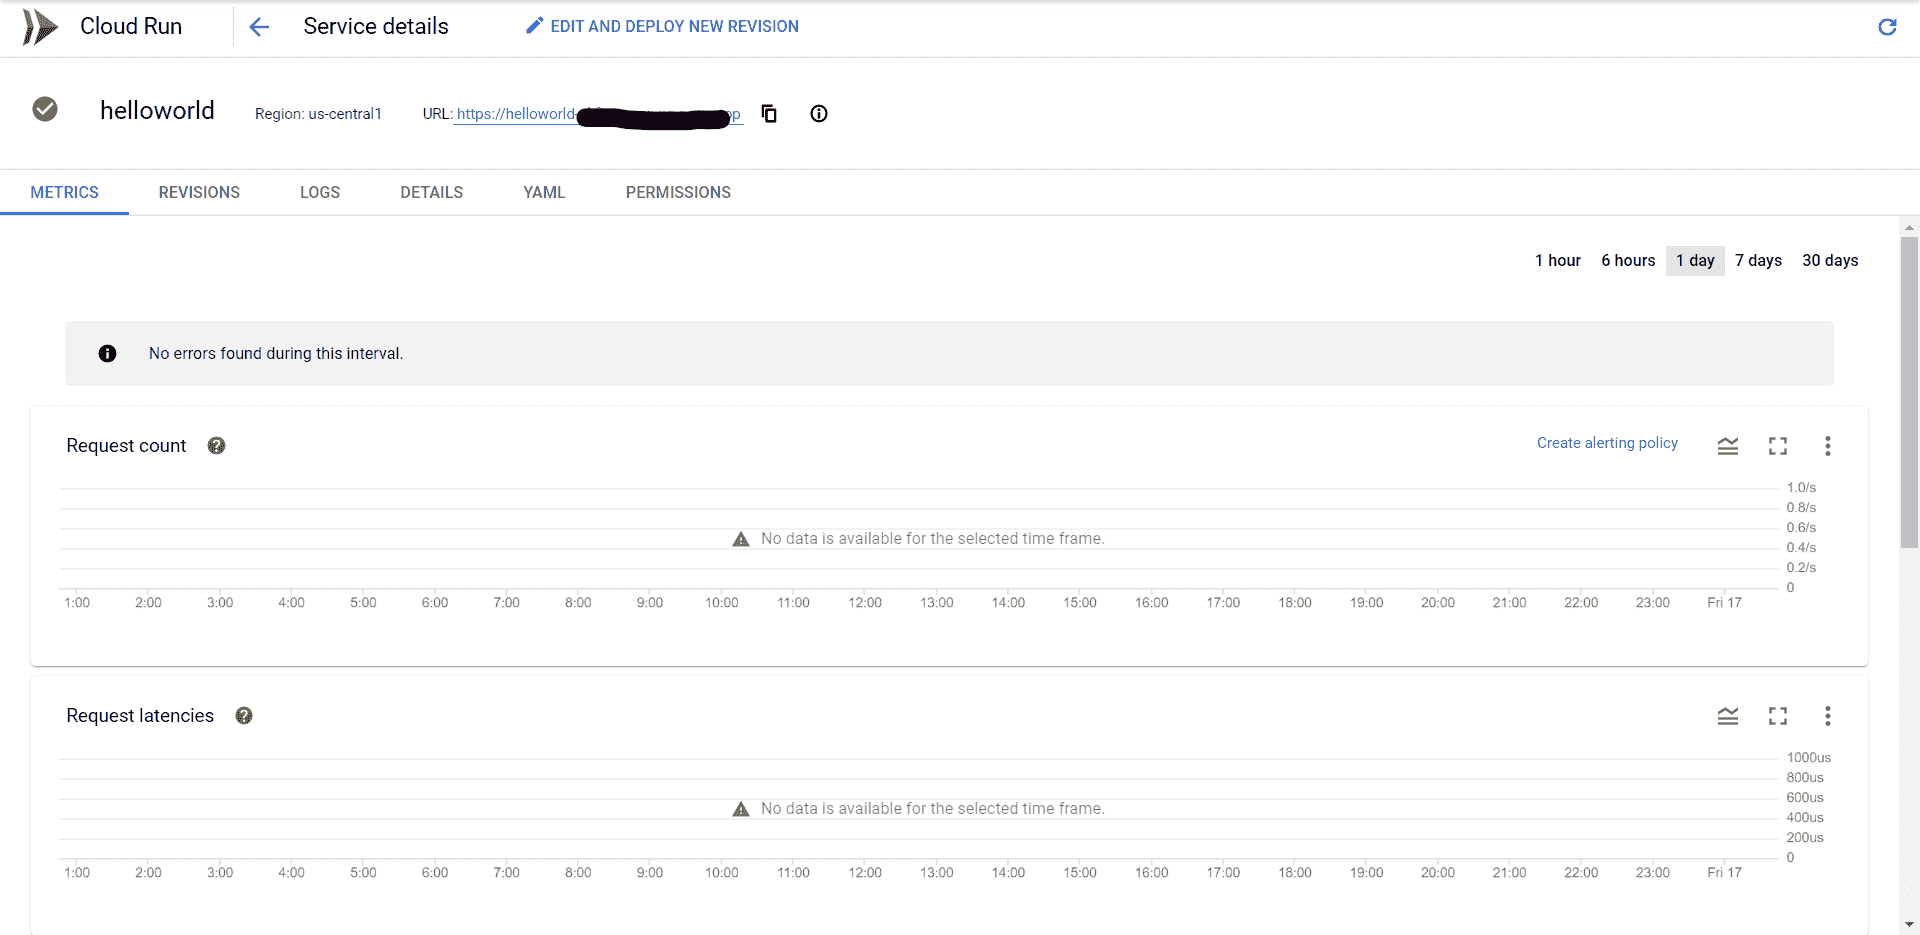 Cloud Run
Service details
EDIT AND DEPLOY NEW REVISION
helloworld
Region: us-central1
URL: https://helloworld-
METRICS
REVISIONS
LOGS
DETAILS
YAML
PERMISSIONS
1 hour
6 hours
1 day
7 days
30 days
No errors found during this interval.
Request count
Create alerting policy
1.0/s
0.8/s
0.6/s
No data is available for the selected time frame.
0.4/s
0.2/s
0
1:00 2:00 3:00 4:00 5:00 6:00 7:00 8:00 9:00 10:00 11:00 12:00 13:00 14:00 15:00 16:00 17:00 18:00 19:00 20:00 21:00 22:00 23:00 Fri 17
Request latencies
1000us
800us
600us
No data is available for the selected time frame.
400us
200us
0
1:00 2:00 3:00 4:00 5:00 6:00 7:00 8:00 9:00 10:00 11:00 12:00 13:00 14:00 15:00 16:00 17:00 18:00 19:00 20:00 21:00 22:00 23:00 Fri 17